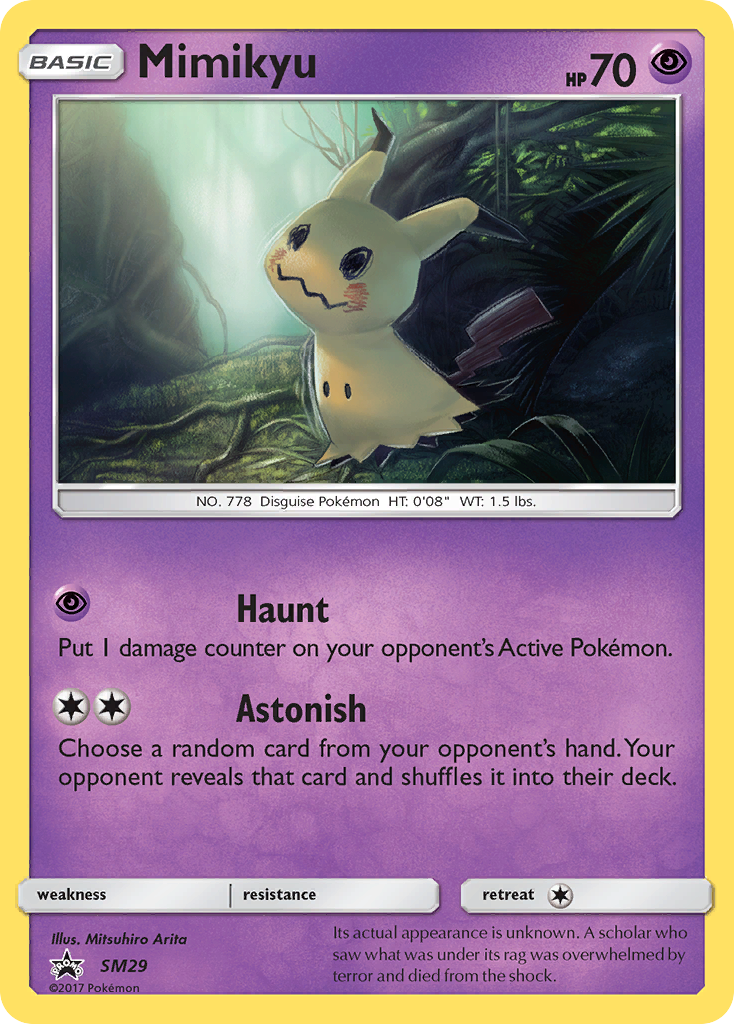 BASIC Mimikyu HP 70
NO. 778 Disguise Pokémon HT: 0'08" WT: 1.5 lbs.
Haunt
Put 1 damage counter on your opponent's Active Pokémon.
Astonish
Choose a random card from your opponent's hand. Your
opponent reveals that card and shuffles it into their deck.
weakness resistance retreat
Illus. Mitsuhiro Arita
PROMO SM29
©2017 Pokémon
Its actual appearance is unknown. A scholar who
saw what was under its rag was overwhelmed by
terror and died from the shock.